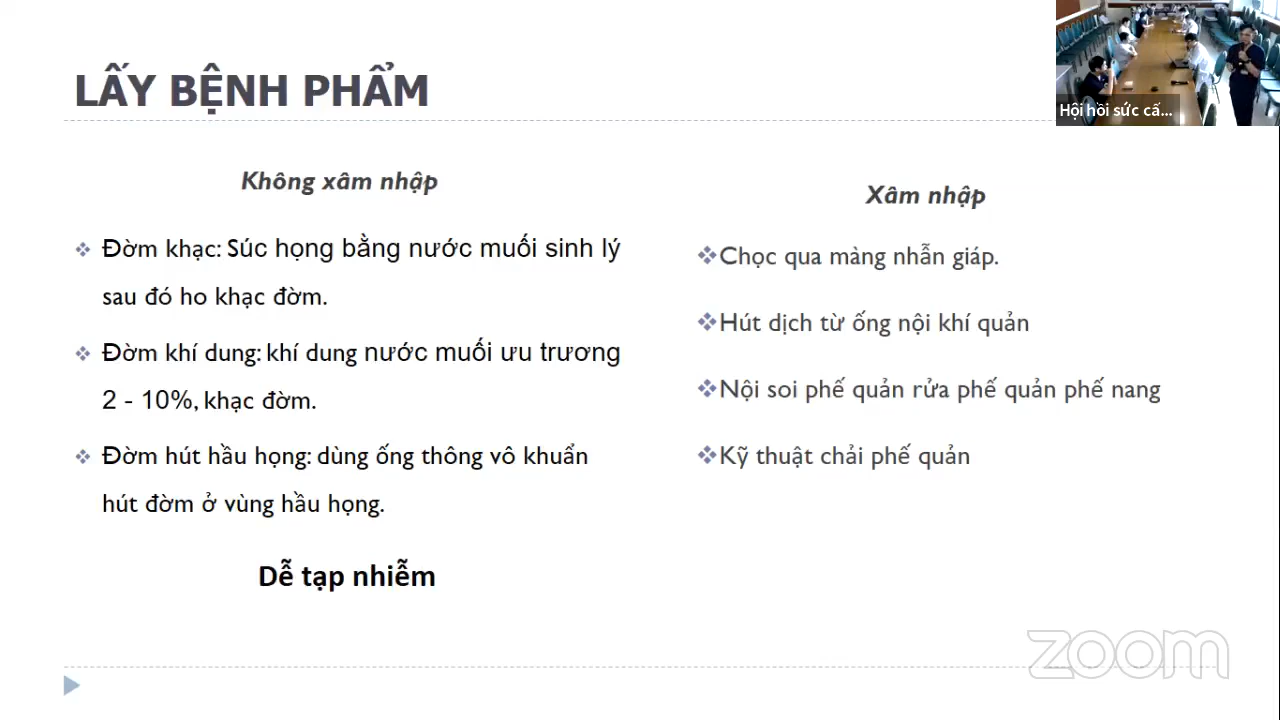 LẤY BỆNH PHẨM
Hội hồi sức cấ...
Không xâm nhập
Đờm khạc: Súc họng bằng nước muối sinh lý
sau đó ho khạc đờm.
Đờm khí dung: khí dung nước muối ưu trương
2 - 10%, khạc đờm.
Đờm hút hầu họng: dùng ống thông vô khuẩn
hút đờm ở vùng hầu họng.
Dễ tạp nhiễm
Xâm nhập
Chọc qua màng nhẫn giáp.
Hút dịch từ ống nội khí quản
Nội soi phế quản rửa phế quản phế nang
Kỹ thuật chải phế quản
zoom